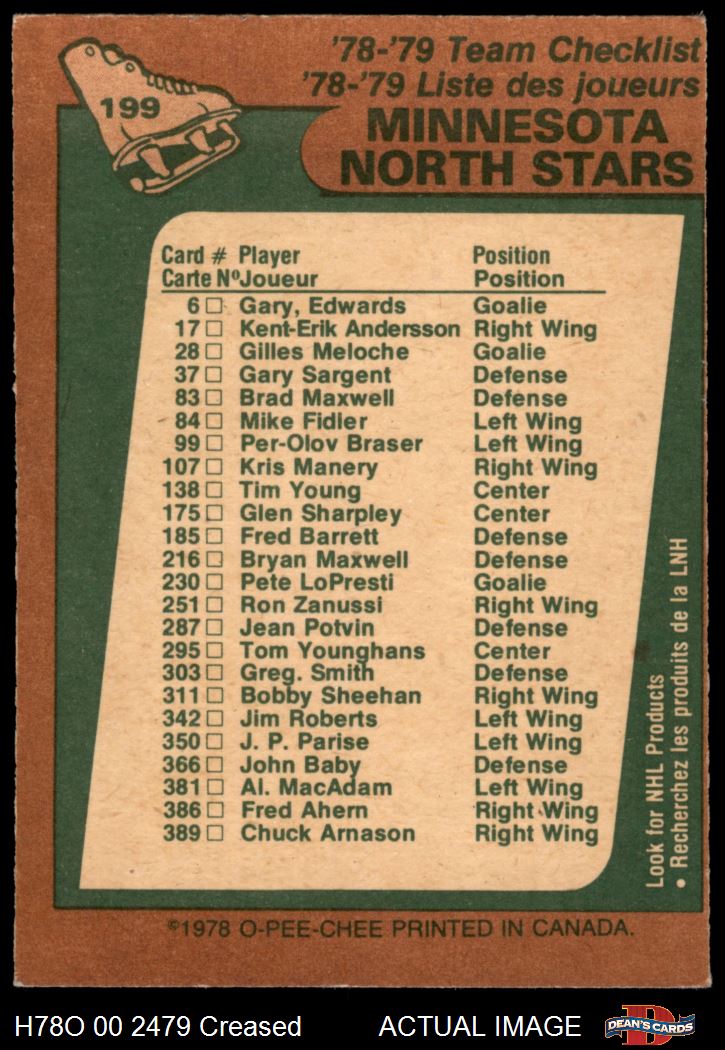 199
'78-'79 Team Checklist
'78-'79 Liste des joueurs
MINNESOTA
NORTH STARS
Card # Player Position
Carte Nº Joueur Position
6 □ Gary, Edwards Goalie
17 □ Kent-Erik Andersson Right Wing
28 □ Gilles Meloche Goalie
37 □ Gary Sargent Defense
83 □ Brad Maxwell Defense
84 □ Mike Fidler Left Wing
99 □ Per-Olov Braser Left Wing
107 □ Kris Manery Right Wing
138 □ Tim Young Center
175 □ Glen Sharpley Center
185 □ Fred Barrett Defense
216 □ Bryan Maxwell Defense
230 □ Pete LoPresti Goalie
251 □ Ron Zanussi Right Wing
287 □ Jean Potvin Defense
295 □ Tom Younghans Center
303 □ Greg. Smith Defense
311 □ Bobby Sheehan Right Wing
342 □ Jim Roberts Left Wing
350 □ J. P. Parise Left Wing
366 □ John Baby Defense
381 □ Al. MacAdam Left Wing
386 □ Fred Ahern Right Wing
389 □ Chuck Arnason Right Wing
Look for NHL Products
• Recherchez les produits de la LNH
©1978 O-PEE-CHEE PRINTED IN CANADA.
H78O 00 2479 Creased ACTUAL IMAGE
D
DEAN'S CARDS